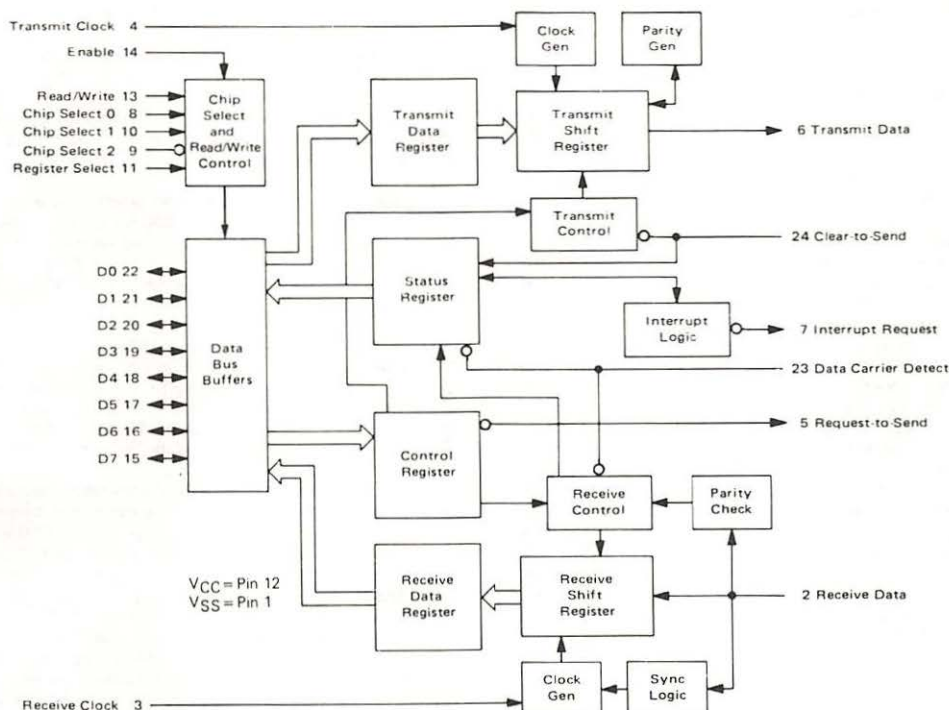 Transmit Clock 4
Clock
Gen
Parity
Gen
Enable 14
Read/Write 13
Chip Select 0 8
Chip Select 1 10
Chip Select 2 9
Register Select 11
Chip
Select
and
Read/Write
Control
Transmit
Data
Register
Transmit
Shift
Register
6 Transmit Data
Transmit
Control
24 Clear-to-Send
D0 22
D1 21
D2 20
D3 19
D4 18
D5 17
D6 16
D7 15
Data
Bus
Buffers
Status
Register
Interrupt
Logic
7 Interrupt Request
23 Data Carrier Detect
5 Request-to-Send
Control
Register
Receive
Control
Parity
Check
VCC = Pin 12
VSS = Pin 1
Receive
Data
Register
Receive
Shift
Register
2 Receive Data
Receive Clock 3
Clock
Gen
Sync
Logic